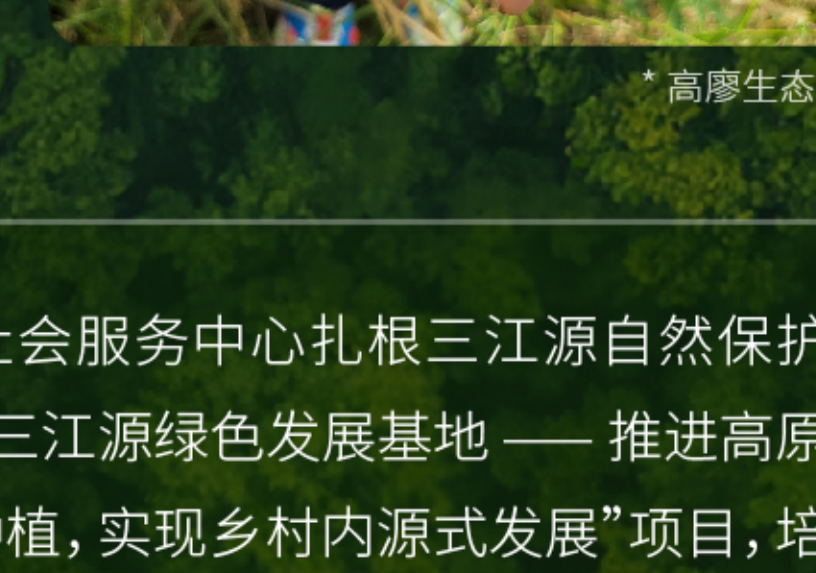 * 高廖生态
社会服务中心扎根三江源自然保护
三江源绿色发展基地 —— 推进高原
种植，实现乡村内源式发展”项目，培